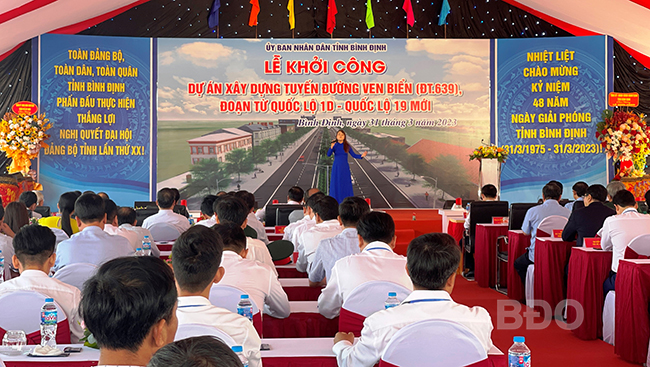 ỦY BAN NHÂN DÂN TỈNH BÌNH ĐỊNH
LỄ KHỞI CÔNG
DỰ ÁN XÂY DỰNG TUYẾN ĐƯỜNG VEN BIỂN (ĐT.639),
ĐOẠN TỪ QUỐC LỘ 1D - QUỐC LỘ 19 MỚI
Bình Định, ngày 31 tháng 3 năm 2023
TOÀN ĐẢNG BỘ,
TOÀN DÂN, TOÀN QUÂN
TỈNH BÌNH ĐỊNH
PHẤN ĐẤU THỰC HIỆN
THẮNG LỢI
NGHỊ QUYẾT ĐẠI HỘI
ĐẢNG BỘ TỈNH LẦN THỨ XX!
NHIỆT LIỆT
CHÀO MỪNG
KỶ NIỆM
48 NĂM
NGÀY GIẢI PHÓNG
TỈNH BÌNH ĐỊNH
(31/3/1975 - 31/3/2023)!
BĐO